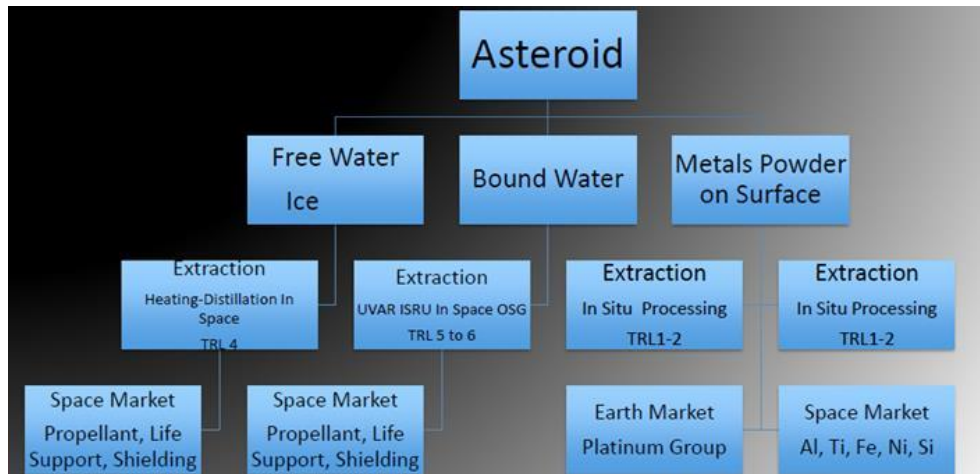 Asteroid
Free Water
Ice
Bound Water
Metals Powder
on Surface
Extraction
Heating-Distillation In
Space
TRL 4
Extraction
UVAR ISRU In Space OSG
TRL 5 to 6
Extraction
In Situ Processing
TRL1-2
Extraction
In Situ Processing
TRL1-2
Space Market
Propellant, Life
Support, Shielding
Space Market
Propellant, Life
Support, Shielding
Earth Market
Platinum Group
Space Market
Al, Ti, Fe, Ni, Si